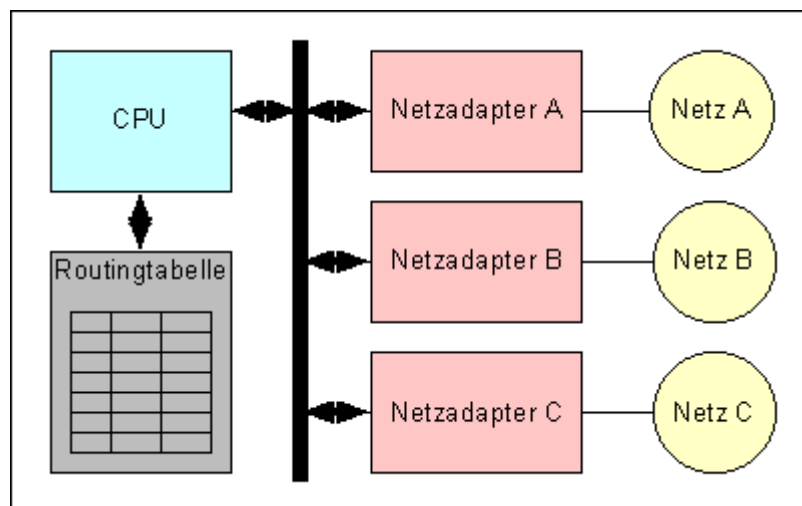 CPU
Netzadapter A
Netz A
Routingtabelle
Netzadapter B
Netz B
Netzadapter C
Netz C